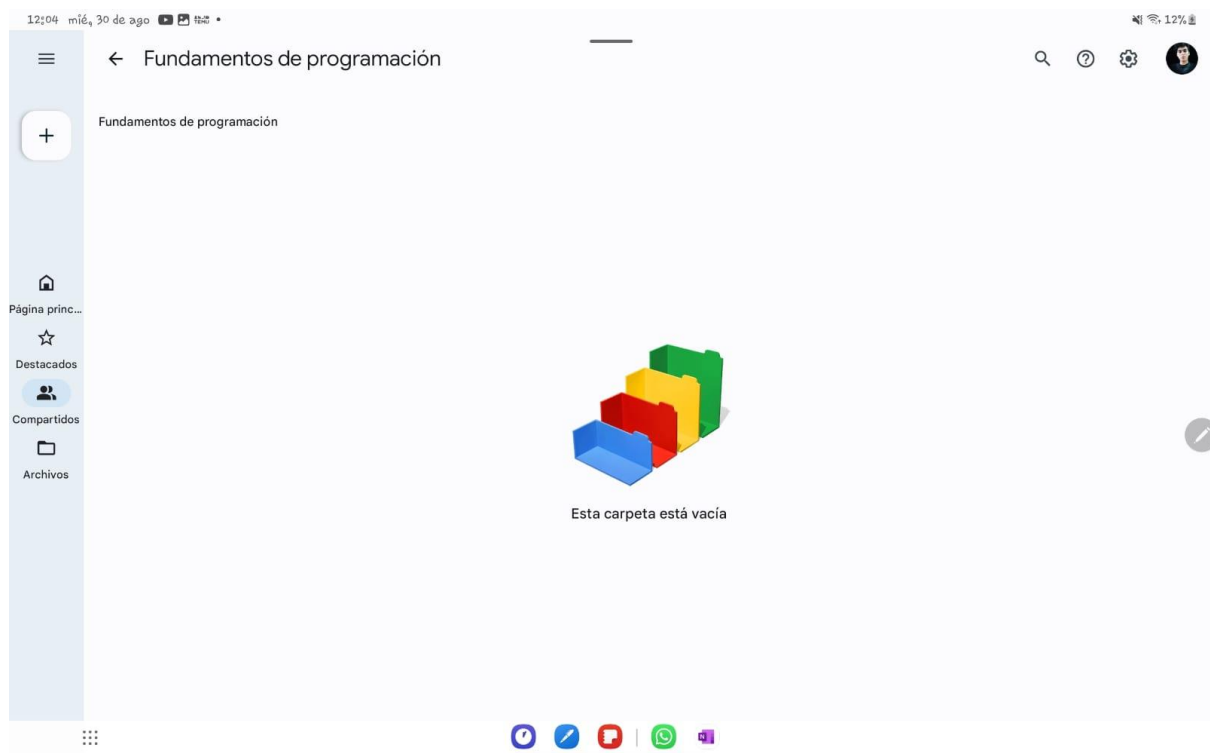 12:04 mié, 30 de ago
12%
Fundamentos de programación
Fundamentos de programación
Página princ...
Destacados
Compartidos
Archivos
Esta carpeta está vacía